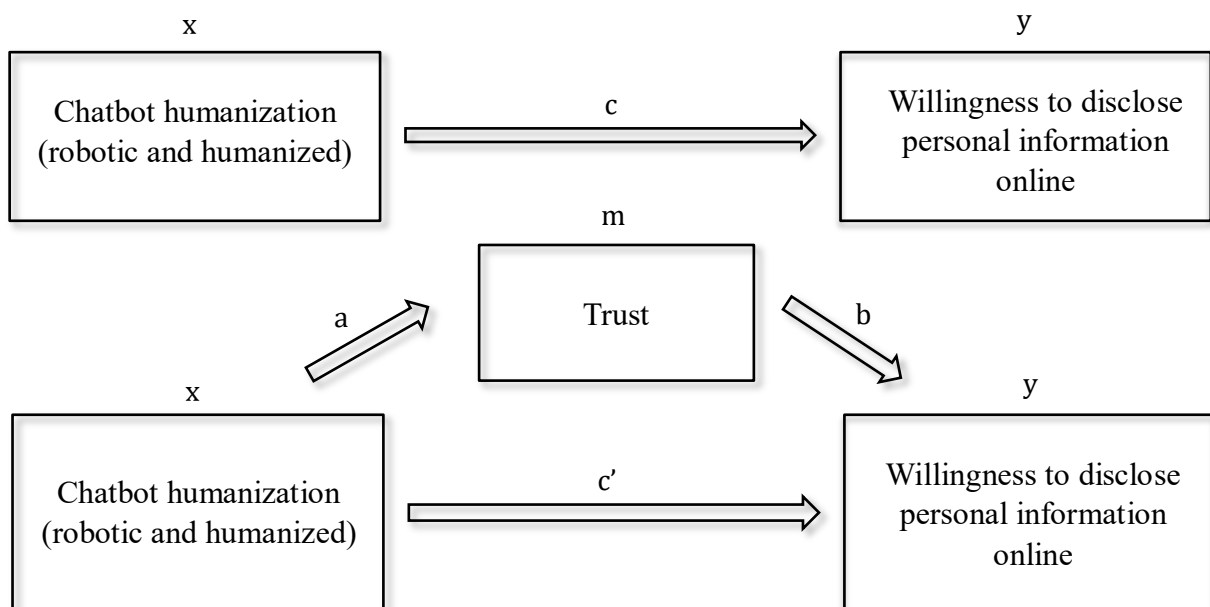 x
y
Chatbot humanization
(robotic and humanized)
c
Willingness to disclose
personal information
online
m
Trust
a
b
x
y
Chatbot humanization
(robotic and humanized)
c’
Willingness to disclose
personal information
online